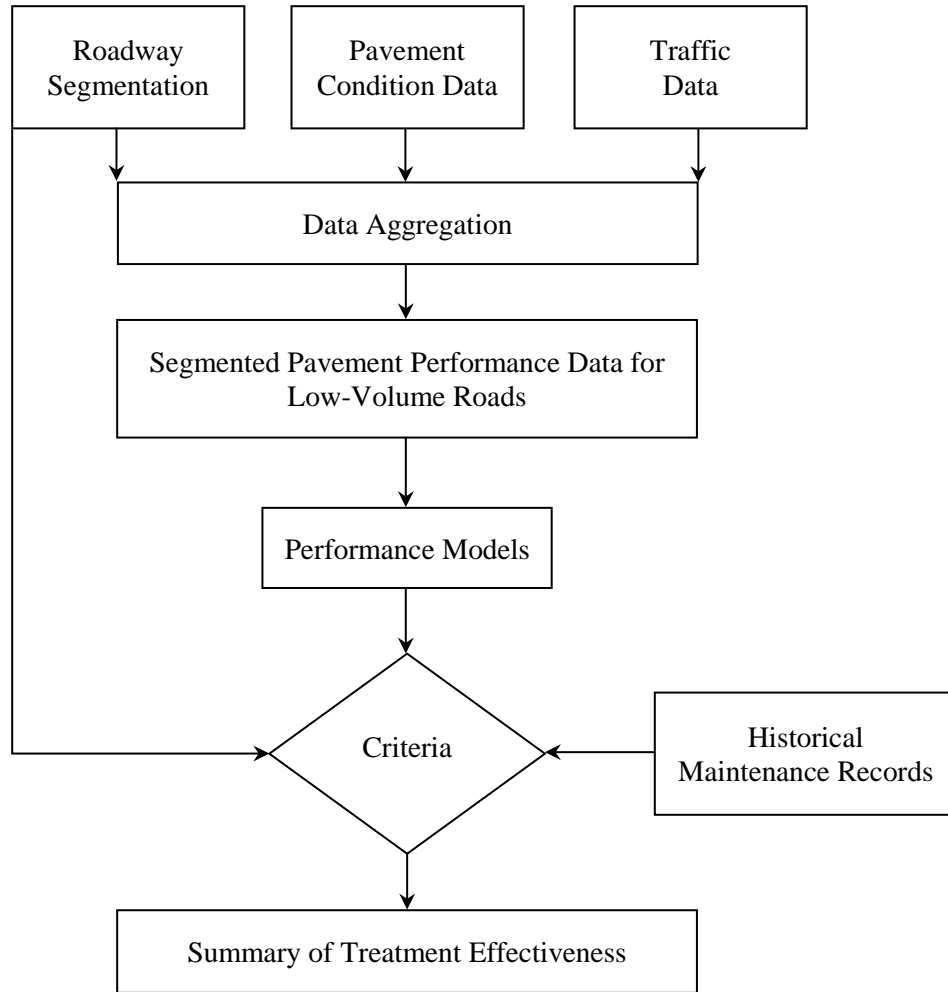 Roadway
Segmentation
Pavement
Condition Data
Traffic
Data
Data Aggregation
Segmented Pavement Performance Data for
Low-Volume Roads
Performance Models
Criteria
Historical
Maintenance Records
Summary of Treatment Effectiveness